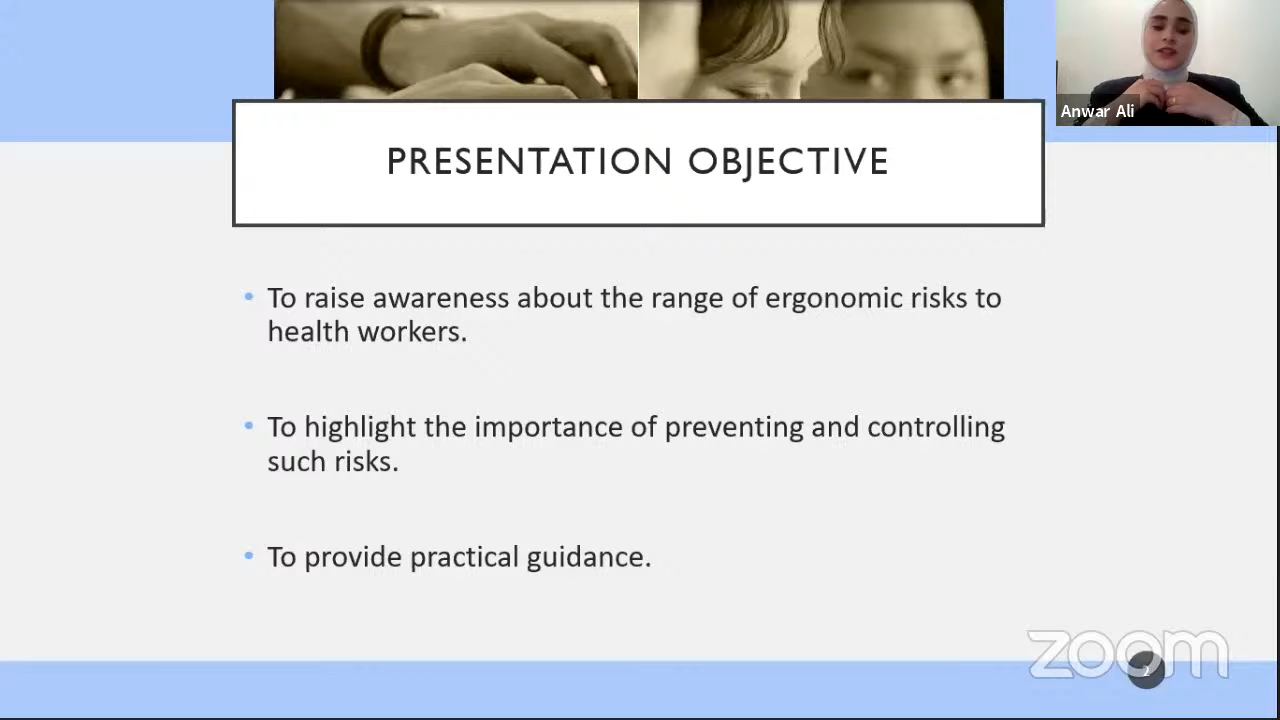 Anwar Ali
PRESENTATION OBJECTIVE
• To raise awareness about the range of ergonomic risks to
health workers.
• To highlight the importance of preventing and controlling
such risks.
• To provide practical guidance.
zoom
2